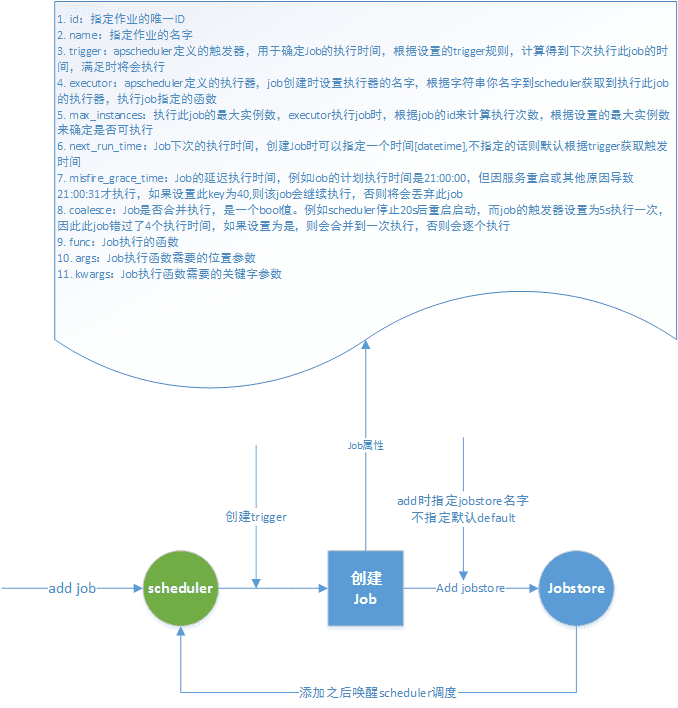 1. id：指定作业的唯一ID
2. name：指定作业的名字
3. trigger：apscheduler定义的触发器，用于确定Job的执行时间，根据设置的trigger规则，计算得到下次执行此job的时
间，满足时将会执行
4. executor：apscheduler定义的执行器，job创建时设置执行器的名字，根据字符串你名字到scheduler获取到执行此job
的执行器，执行job指定的函数
5. max_instances：执行此job的最大实例数，executor执行job时，根据job的id来计算执行次数，根据设置的最大实例数
来确定是否可执行
6. next_run_time：Job下次的执行时间，创建Job时可以指定一个时间[datetime],不指定的话则默认根据trigger获取触发
时间
7. misfire_grace_time：Job的延迟执行时间，例如Job的计划执行时间是21:00:00，但因服务重启或其他原因导致
21:00:31才执行，如果设置此key为40,则该job会继续执行，否则将会丢弃此job
8. coalesce：Job是否合并执行，是一个bool值。例如scheduler停止20s后重启启动，而job的触发器设置为5s执行一次，
因此此job错过了4个执行时间，如果设置为是，则会合并到一次执行，否则会逐个执行
9. func：Job执行的函数
10. args：Job执行函数需要的位置参数
11. kwargs：Job执行函数需要的关键字参数
Job属性
add时指定jobstore名字
不指定默认default
创建trigger
add job
scheduler
创建
Job
Add jobstore
Jobstore
添加之后唤醒scheduler调度